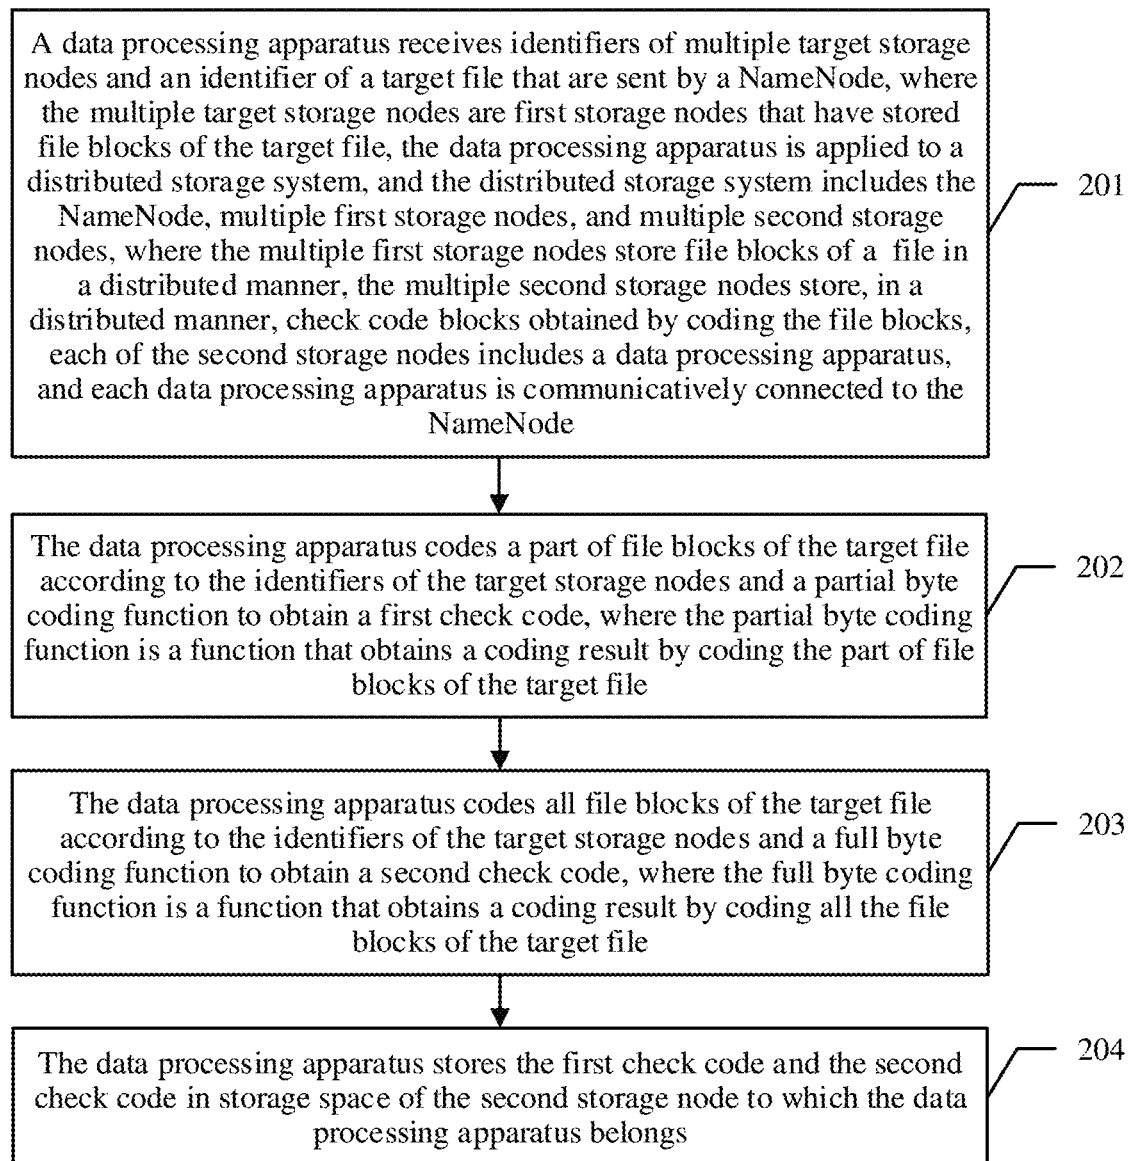 A data processing apparatus receives identifiers of multiple target storage
nodes and an identifier of a target file that are sent by a NameNode, where
the multiple target storage nodes are first storage nodes that have stored
file blocks of the target file, the data processing apparatus is applied to a
distributed storage system, and the distributed storage system includes the
NameNode, multiple first storage nodes, and multiple second storage
nodes, where the multiple first storage nodes store file blocks of a file in
a distributed manner, the multiple second storage nodes store, in a
distributed manner, check code blocks obtained by coding the file blocks,
each of the second storage nodes includes a data processing apparatus,
and each data processing apparatus is communicatively connected to the
NameNode
201
The data processing apparatus codes a part of file blocks of the target file
according to the identifiers of the target storage nodes and a partial byte
coding function to obtain a first check code, where the partial byte coding
function is a function that obtains a coding result by coding the part of file
blocks of the target file
202
The data processing apparatus codes all file blocks of the target file
according to the identifiers of the target storage nodes and a full byte
coding function to obtain a second check code, where the full byte coding
function is a function that obtains a coding result by coding all the file
blocks of the target file
203
The data processing apparatus stores the first check code and the second
check code in storage space of the second storage node to which the data
processing apparatus belongs
204